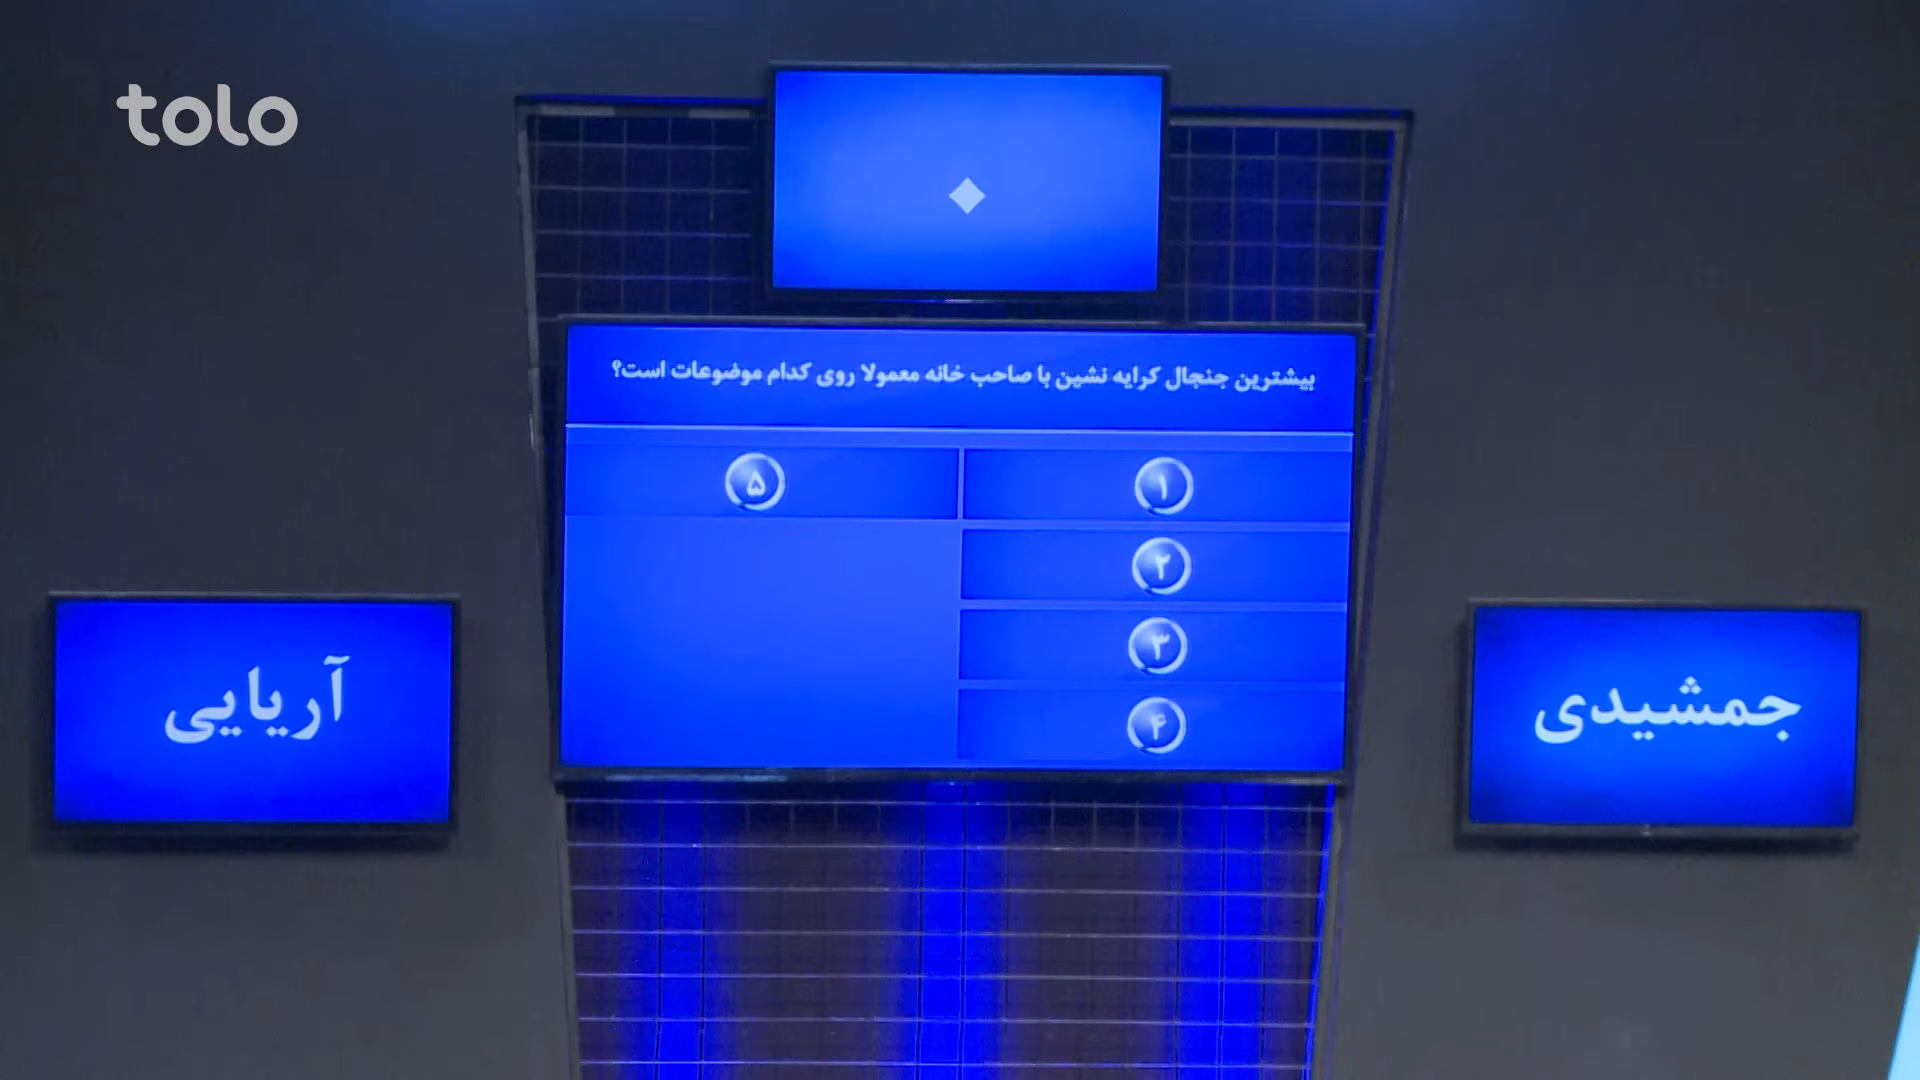 tolo
بیشترین جنجال کرایه نشین با صاحب خانه معمولا روی کدام موضوعات است؟
۱
۲
۳
۴
۵
جمشیدی
آریایی